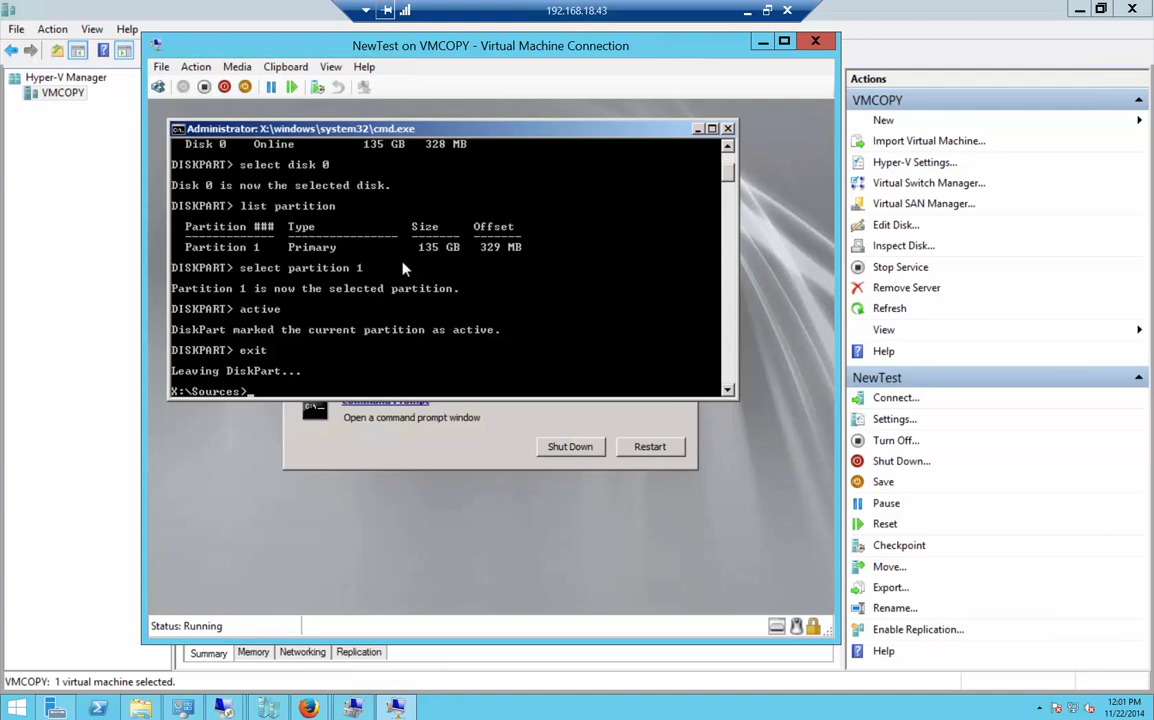 192.168.18.43
File Action View Help
Hyper-V Manager
VMCOPY
NewTest on VMCOPY - Virtual Machine Connection
File Action Media Clipboard View Help
Administrator: X:\windows\system32\cmd.exe
Disk 0 Online 135 GB 328 MB
DISKPART> select disk 0
Disk 0 is now the selected disk.
DISKPART> list partition
Partition ### Type Size Offset
Partition 1 Primary 135 GB 329 MB
DISKPART> select partition 1
Partition 1 is now the selected partition.
DISKPART> active
DiskPart marked the current partition as active.
DISKPART> exit
Leaving DiskPart...
X:\Sources>_
Open a command prompt window
Shut Down Restart
Status: Running
Summary Memory Networking Replication
VMCOPY: 1 virtual machine selected.
Actions
VMCOPY
New
Import Virtual Machine...
Hyper-V Settings...
Virtual Switch Manager...
Virtual SAN Manager...
Edit Disk...
Inspect Disk...
Stop Service
Remove Server
Refresh
View
Help
NewTest
Connect...
Settings...
Turn Off...
Shut Down...
Save
Pause
Reset
Checkpoint
Move...
Export...
Rename...
Enable Replication...
Help
12:01 PM
11/22/2014